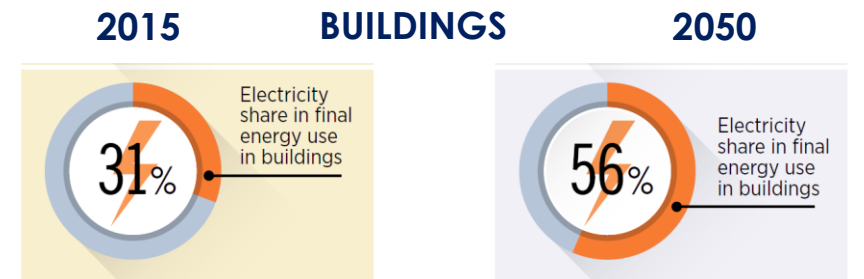 2015 BUILDINGS 2050
Electricity
share in final
energy use
in buildings
31%
Electricity
share in final
energy use
in buildings
56%